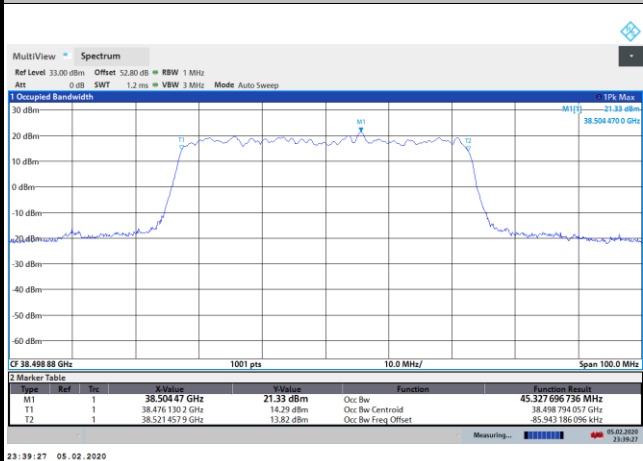 MultiView Spectrum
Ref Level 33.00 dBm Offset 52.80 dB RBW 1 MHz
Att 0 dB SWT 1.2 ms VBW 3 MHz Mode Auto Sweep
1 Occupied Bandwidth 1Pk Max
30 dBm M1[1] 21.33 dBm
38.504 470 0 GHz
M1
20 dBm T1 T2
10 dBm
0 dBm
-10 dBm
-20 dBm
-30 dBm
-40 dBm
-50 dBm
-60 dBm
CF 38.498 88 GHz 1001 pts 10.0 MHz/ Span 100.0 MHz
2 Marker Table
Type Ref Trc X-Value Y-Value Function Function Result
M1 1 38.504 47 GHz 21.33 dBm Occ Bw 45.327 696 736 MHz
T1 1 38.476 130 2 GHz 14.29 dBm Occ Bw Centroid 38.498 794 057 GHz
T2 1 38.521 457 9 GHz 13.82 dBm Occ Bw Freq Offset -85.943 186 096 kHz
Measuring... 05.02.2020
23:39:27
23:39:27 05.02.2020